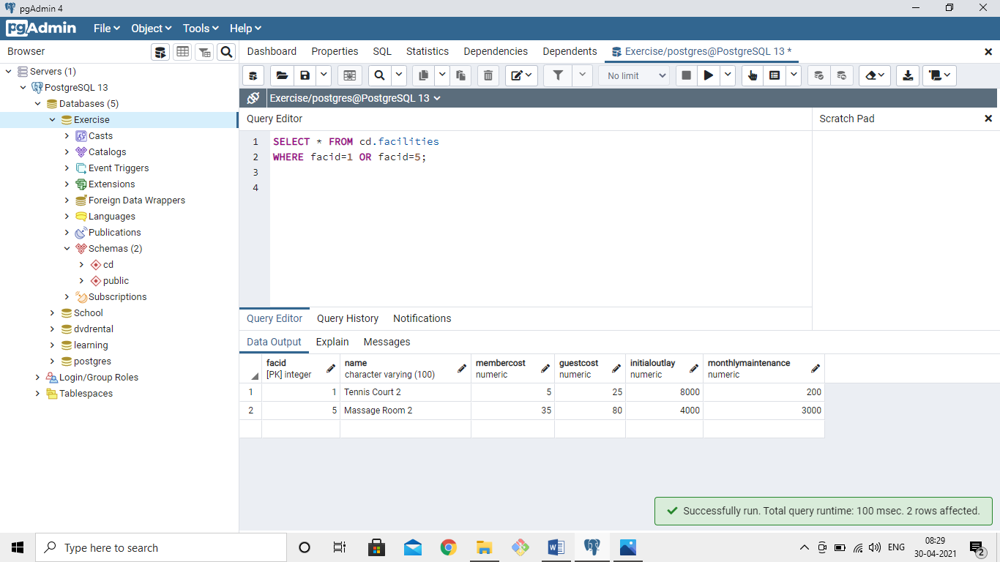 pgAdmin 4
pgAdmin File Object Tools Help
Browser
Dashboard Properties SQL Statistics Dependencies Dependents Exercise/postgres@PostgreSQL 13 *
Servers (1)
PostgreSQL 13
Databases (5)
Exercise
Casts
Catalogs
Event Triggers
Extensions
Foreign Data Wrappers
Languages
Publications
Schemas (2)
cd
public
Subscriptions
School
dvdrental
learning
postgres
Login/Group Roles
Tablespaces
No limit
Exercise/postgres@PostgreSQL 13
Query Editor
Scratch Pad
1 SELECT * FROM cd.facilities
2 WHERE facid=1 OR facid=5;
3
4
Query Editor Query History Notifications
Data Output Explain Messages
facid name membercost guestcost initialoutlay monthlymaintenance
[PK] integer character varying (100) numeric numeric numeric numeric
1 1 Tennis Court 2 5 25 8000 200
2 5 Massage Room 2 35 80 4000 3000
Successfully run. Total query runtime: 100 msec. 2 rows affected.
Type here to search
ENG
08:29
30-04-2021
2